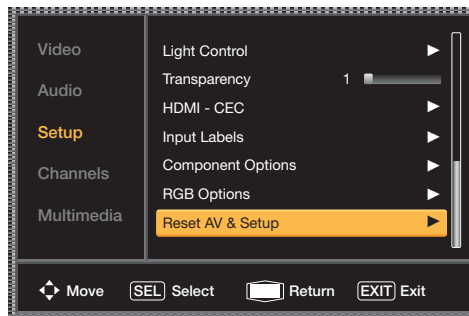 Video
Audio
Setup
Channels
Multimedia
Light Control
Transparency 1
HDMI - CEC
Input Labels
Component Options
RGB Options
Reset AV & Setup
Move SEL Select Return EXIT Exit